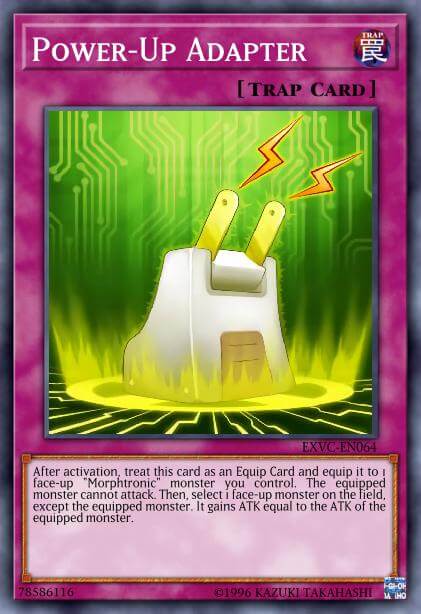 POWER-UP ADAPTER
TRAP
罠
[TRAP CARD]
EXVC-EN064
After activation, treat this card as an Equip Card and equip it to 1
face-up "Morphtronic" monster you control. The equipped
monster cannot attack. Then, select 1 face-up monster on the field,
except the equipped monster. It gains ATK equal to the ATK of
the equipped monster.
78586116
©1996 KAZUKI TAKAHASHI